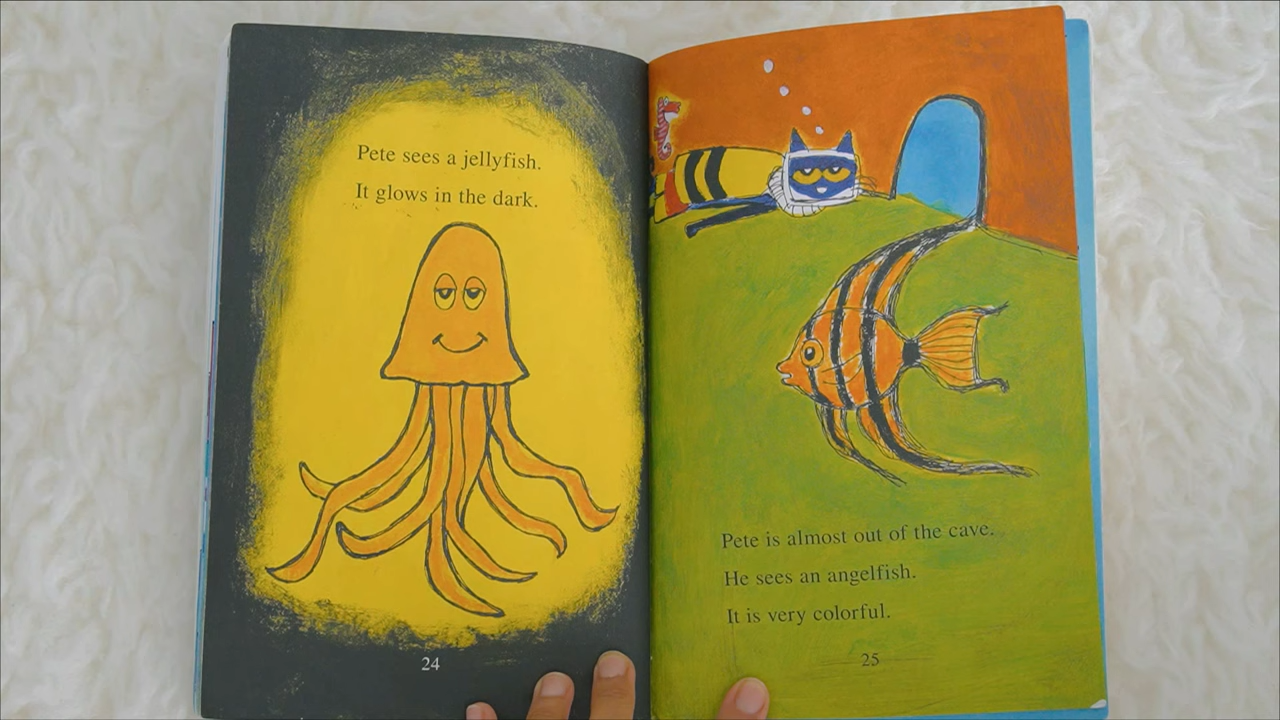 Pete sees a jellyfish.
It glows in the dark.
24
Pete is almost out of the cave.
He sees an angelfish.
It is very colorful.
25